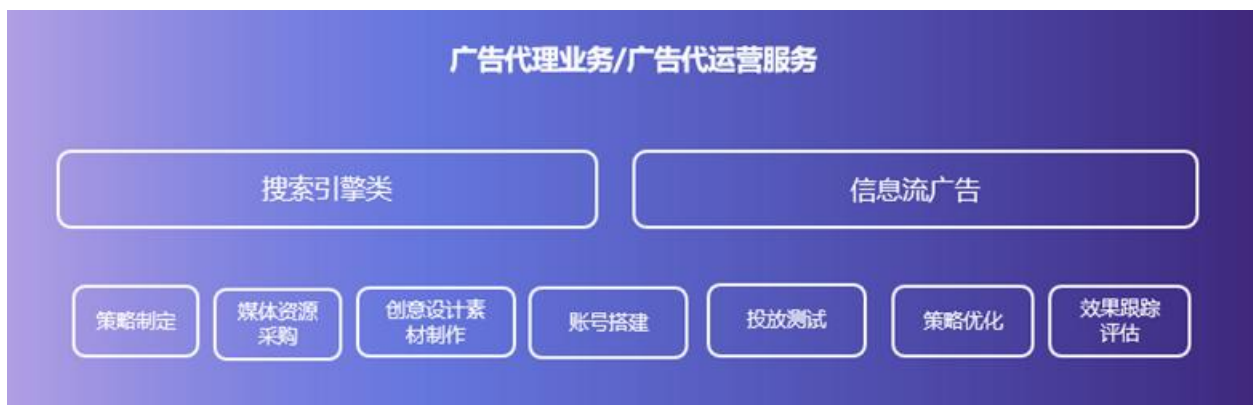 广告代理业务/广告代运营服务
搜索引擎类
信息流广告
策略制定
媒体资源
采购
创意设计素
材制作
账号搭建
投放测试
策略优化
效果跟踪
评估